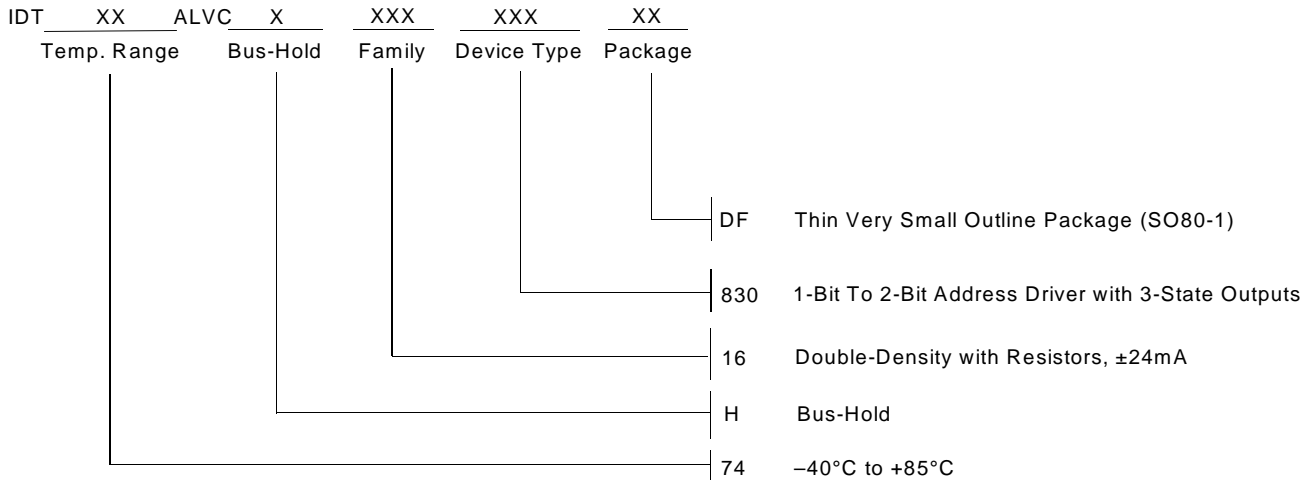 IDT XX ALVC X XXX XXX XX
Temp. Range Bus-Hold Family Device Type Package
DF Thin Very Small Outline Package (SO80-1)
830 1-Bit To 2-Bit Address Driver with 3-State Outputs
16 Double-Density with Resistors, ±24mA
H Bus-Hold
74 –40°C to +85°C